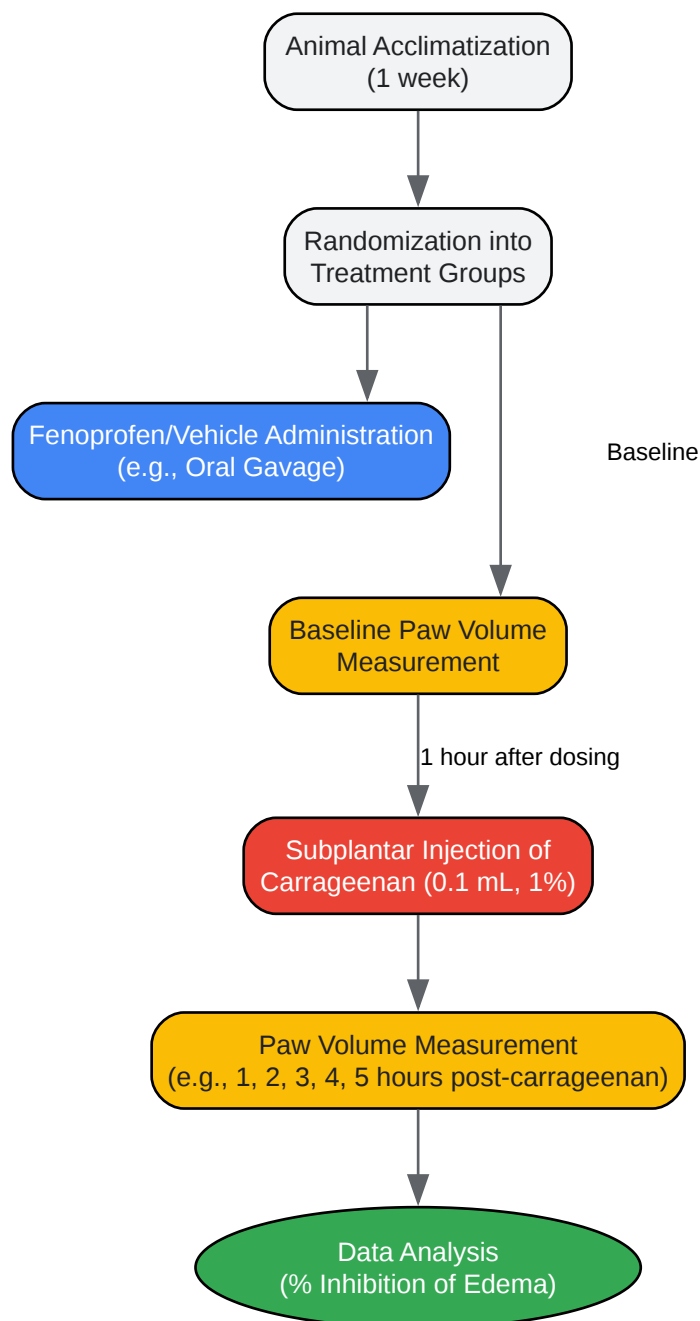 Animal Acclimatization
(1 week)
Randomization into
Treatment Groups
Fenoprofen/Vehicle Administration
(e.g., Oral Gavage)
Baseline
Baseline Paw Volume
Measurement
1 hour after dosing
Subplantar Injection of
Carrageenan (0.1 mL, 1%)
Paw Volume Measurement
(e.g., 1, 2, 3, 4, 5 hours post-carrageenan)
Data Analysis
(% Inhibition of Edema)